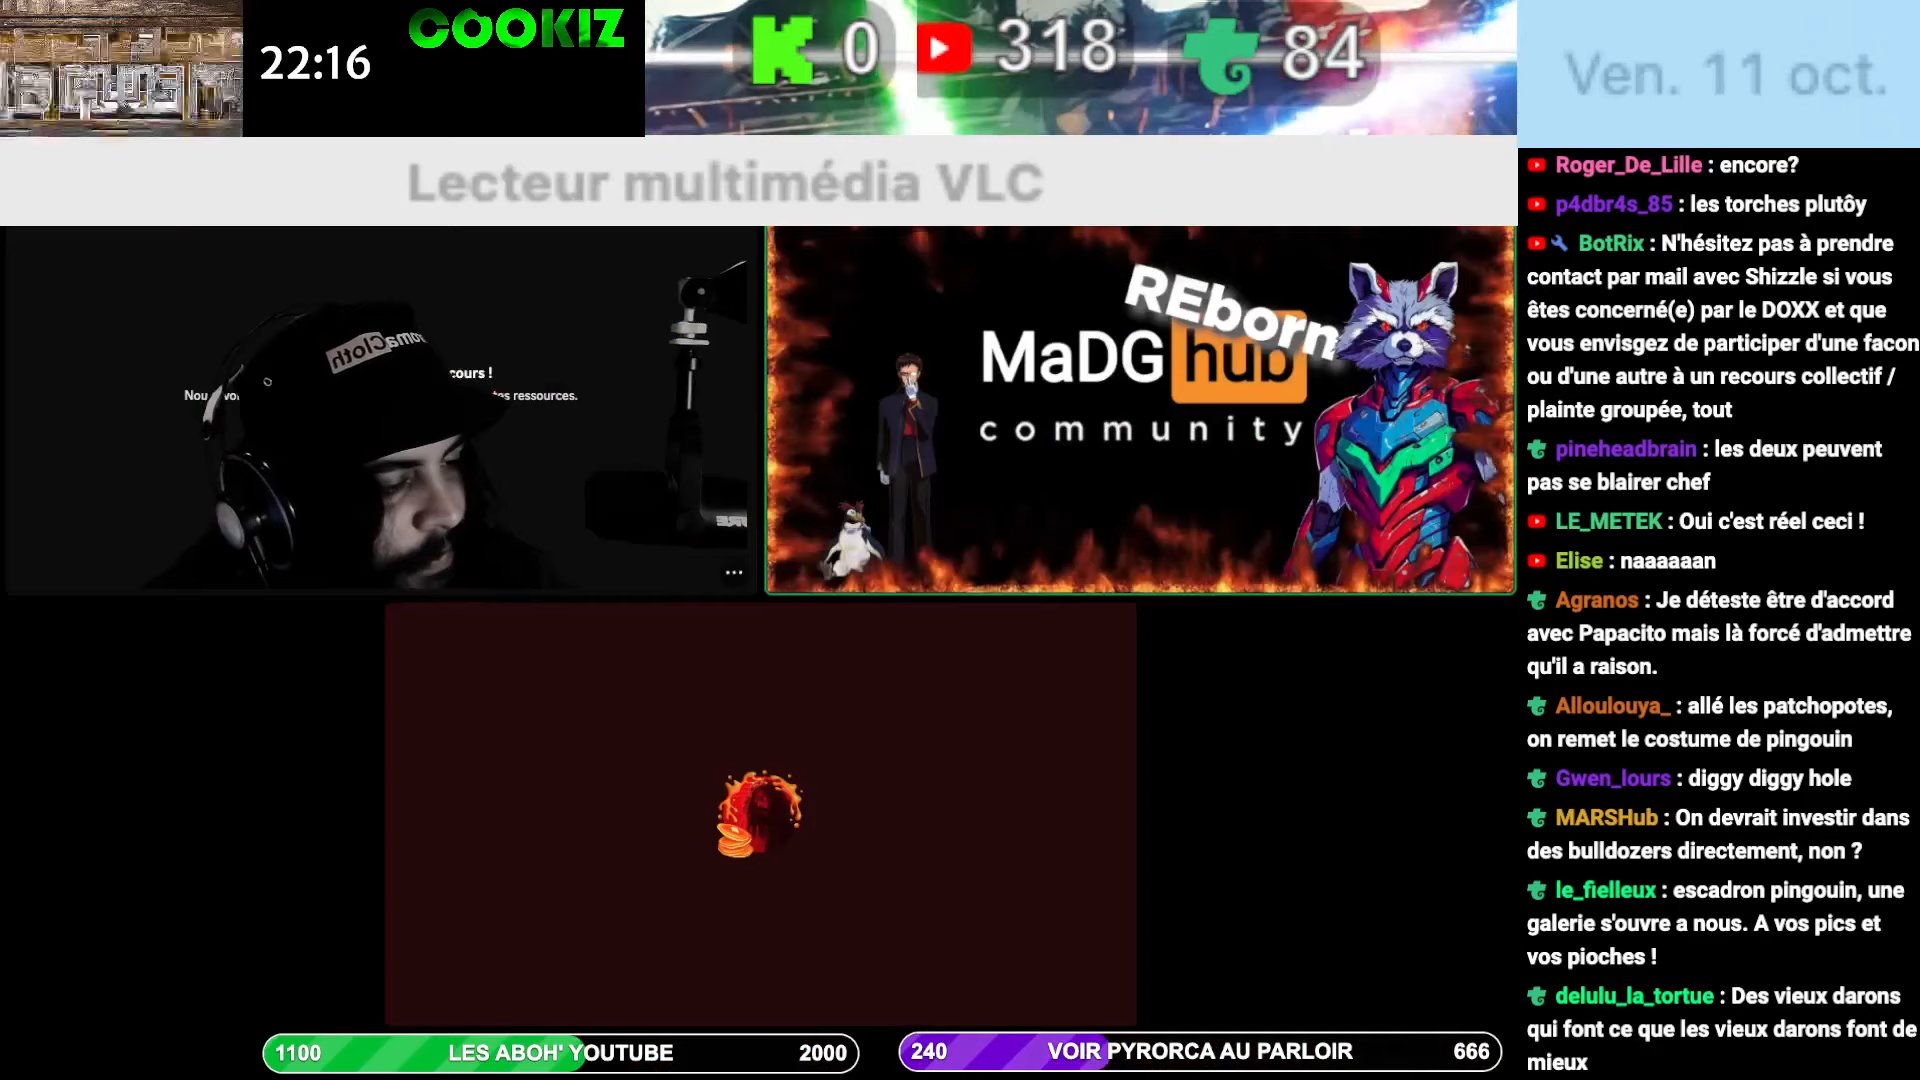 22:16
COOKIZ
0
318
84
Ven. 11 oct.
Lecteur multimédia VLC
cours !
ressources.
REborn
MaDG hub
community
Roger_De_Lille : encore?
p4dbr4s_85 : les torches plutôy
BotRix : N'hésitez pas à prendre
contact par mail avec Shizzle si vous
êtes concerné(e) par le DOXX et que
vous envisgez de participer d'une facon
ou d'une autre à un recours collectif /
plainte groupée, tout
pineheadbrain : les deux peuvent
pas se blairer chef
LE_METEK : Oui c'est réel ceci !
Elise : naaaaaan
Agranos : Je déteste être d'accord
avec Papacito mais là forcé d'admettre
qu'il a raison.
Alloulouya_ : allé les patchopotes,
on remet le costume de pingouin
Gwen_lours : diggy diggy hole
MARSHub : On devrait investir dans
des bulldozers directement, non ?
le_fielleux : escadron pingouin, une
galerie s'ouvre a nous. A vos pics et
vos pioches !
delulu_la_tortue : Des vieux darons
qui font ce que les vieux darons font de
mieux
1100 LES ABOH' YOUTUBE 2000
240 VOIR PYRORCA AU PARLOIR 666